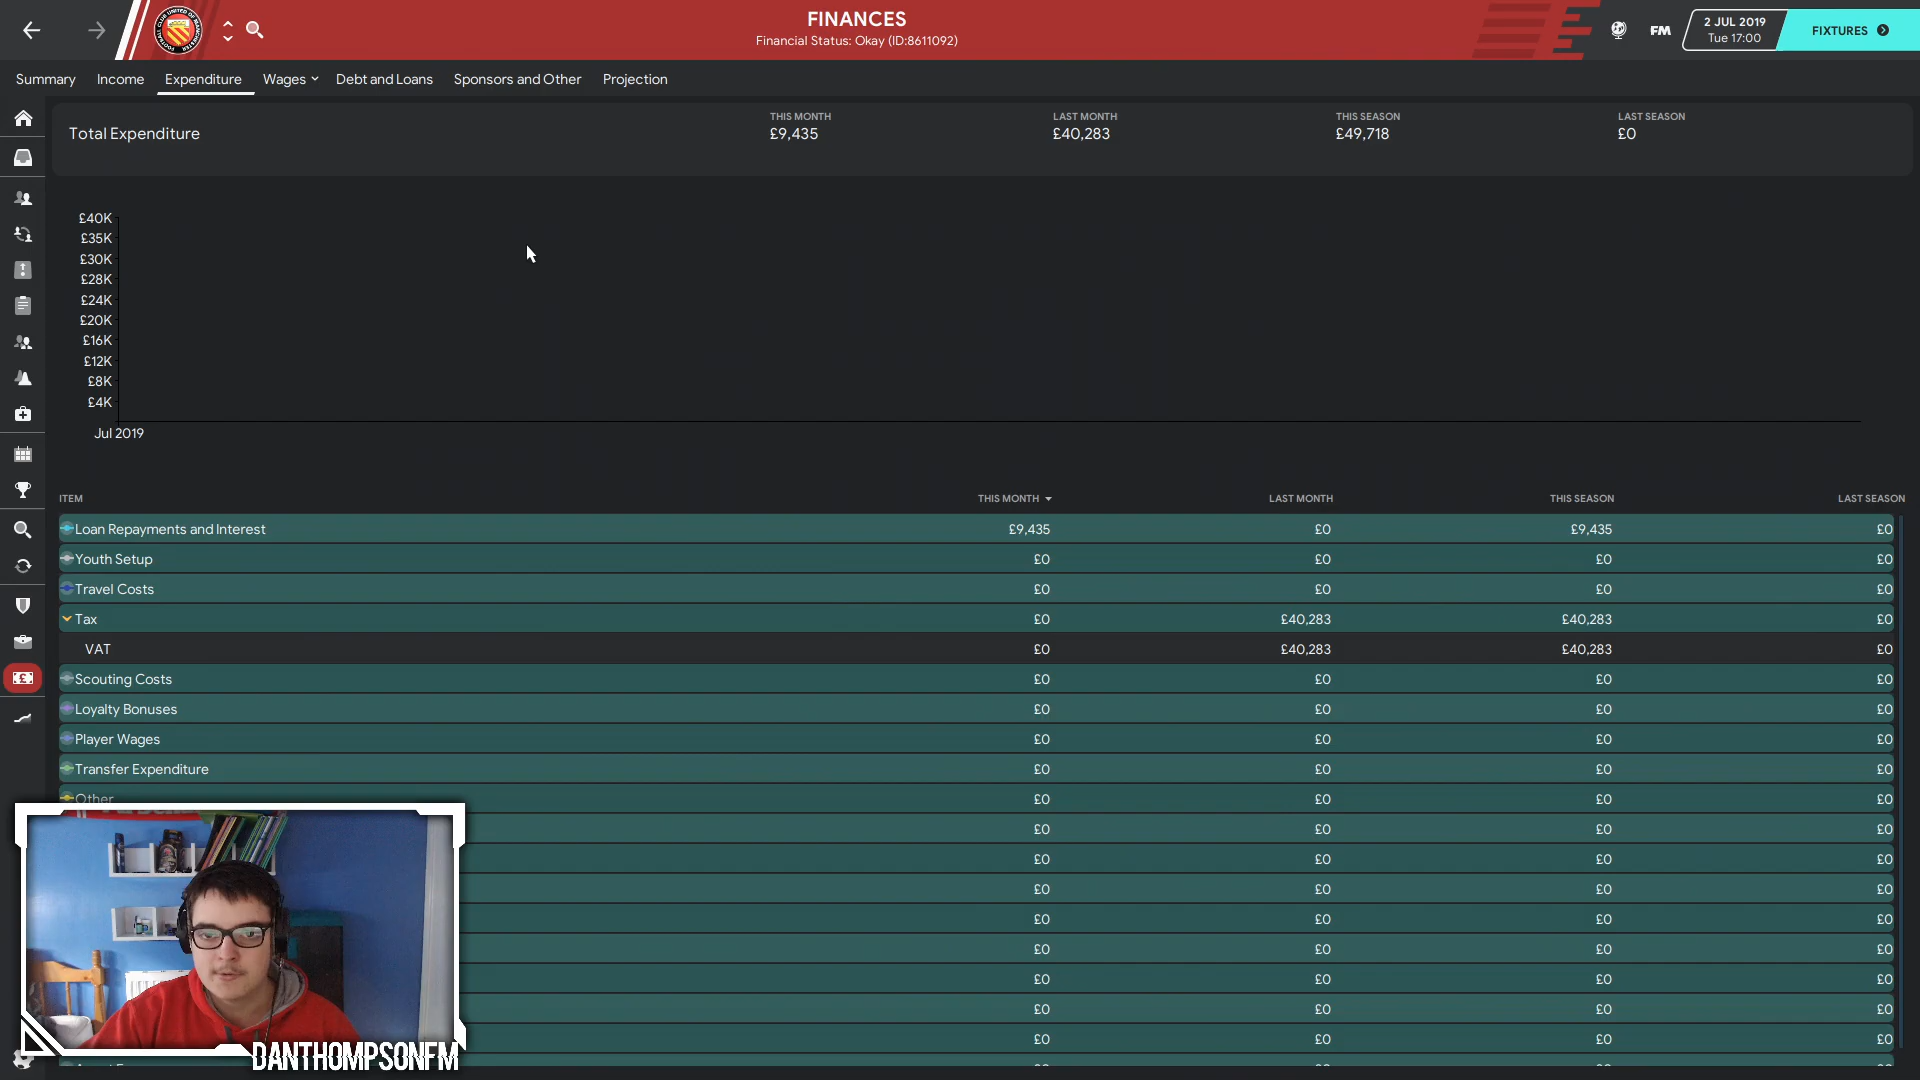 FINANCES
Financial Status: Okay (ID:8611092)
FM
2 JUL 2019
Tue 17:00
FIXTURES
Summary Income Expenditure Wages Debt and Loans Sponsors and Other Projection
Total Expenditure
THIS MONTH LAST MONTH THIS SEASON LAST SEASON
£9,435 £40,283 £49,718 £0
£40K
£35K
£30K
£28K
£24K
£20K
£16K
£12K
£8K
£4K
Jul 2019
ITEM THIS MONTH LAST MONTH THIS SEASON LAST SEASON
Loan Repayments and Interest £9,435 £0 £9,435 £0
Youth Setup £0 £0 £0 £0
Travel Costs £0 £0 £0 £0
Tax £0 £40,283 £40,283 £0
VAT £0 £40,283 £40,283 £0
Scouting Costs £0 £0 £0 £0
Loyalty Bonuses £0 £0 £0 £0
Player Wages £0 £0 £0 £0
Transfer Expenditure £0 £0 £0 £0
Other £0 £0 £0 £0
£0 £0 £0 £0
£0 £0 £0 £0
£0 £0 £0 £0
£0 £0 £0 £0
£0 £0 £0 £0
£0 £0 £0 £0
£0 £0 £0 £0
£0 £0 £0 £0
DANTHOMPSONFM